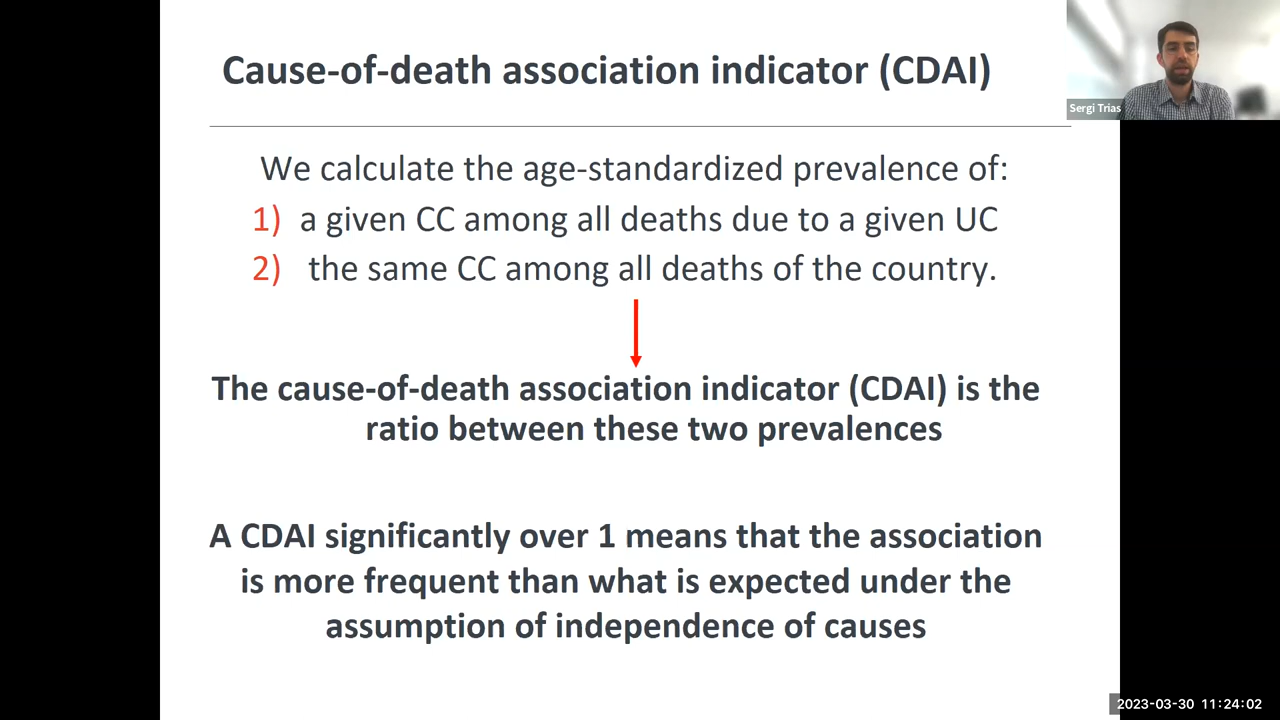 Cause-of-death association indicator (CDAI)
Sergi Trias
We calculate the age-standardized prevalence of:
1) a given CC among all deaths due to a given UC
2) the same CC among all deaths of the country.
The cause-of-death association indicator (CDAI) is the
ratio between these two prevalences
A CDAI significantly over 1 means that the association
is more frequent than what is expected under the
assumption of independence of causes
2023-03-30 11:24:02